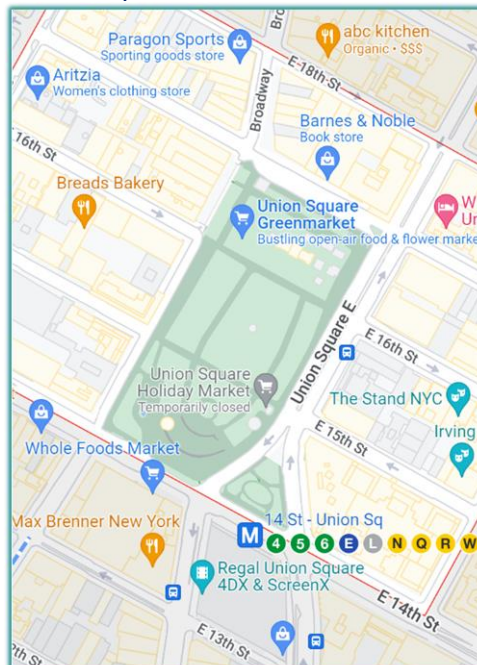 abc kitchen
Organic • $$$
Paragon Sports
Sporting goods store
E 18th St
Aritzia
Women's clothing store
Broadway
Barnes & Noble
Book store
16th St
Breads Bakery
Union Square
Greenmarket
Bustling open-air food & flower marke
W
Un
Union Square E
E 16th St
Union Square
Holiday Market
Temporarily closed
The Stand NYC
E 15th St
Irving
Whole Foods Market
Max Brenner New York
M
14 St - Union Sq
4 5 6 E L N Q R W
Regal Union Square
4DX & ScreenX
E 14th St
E 13th St
2th St